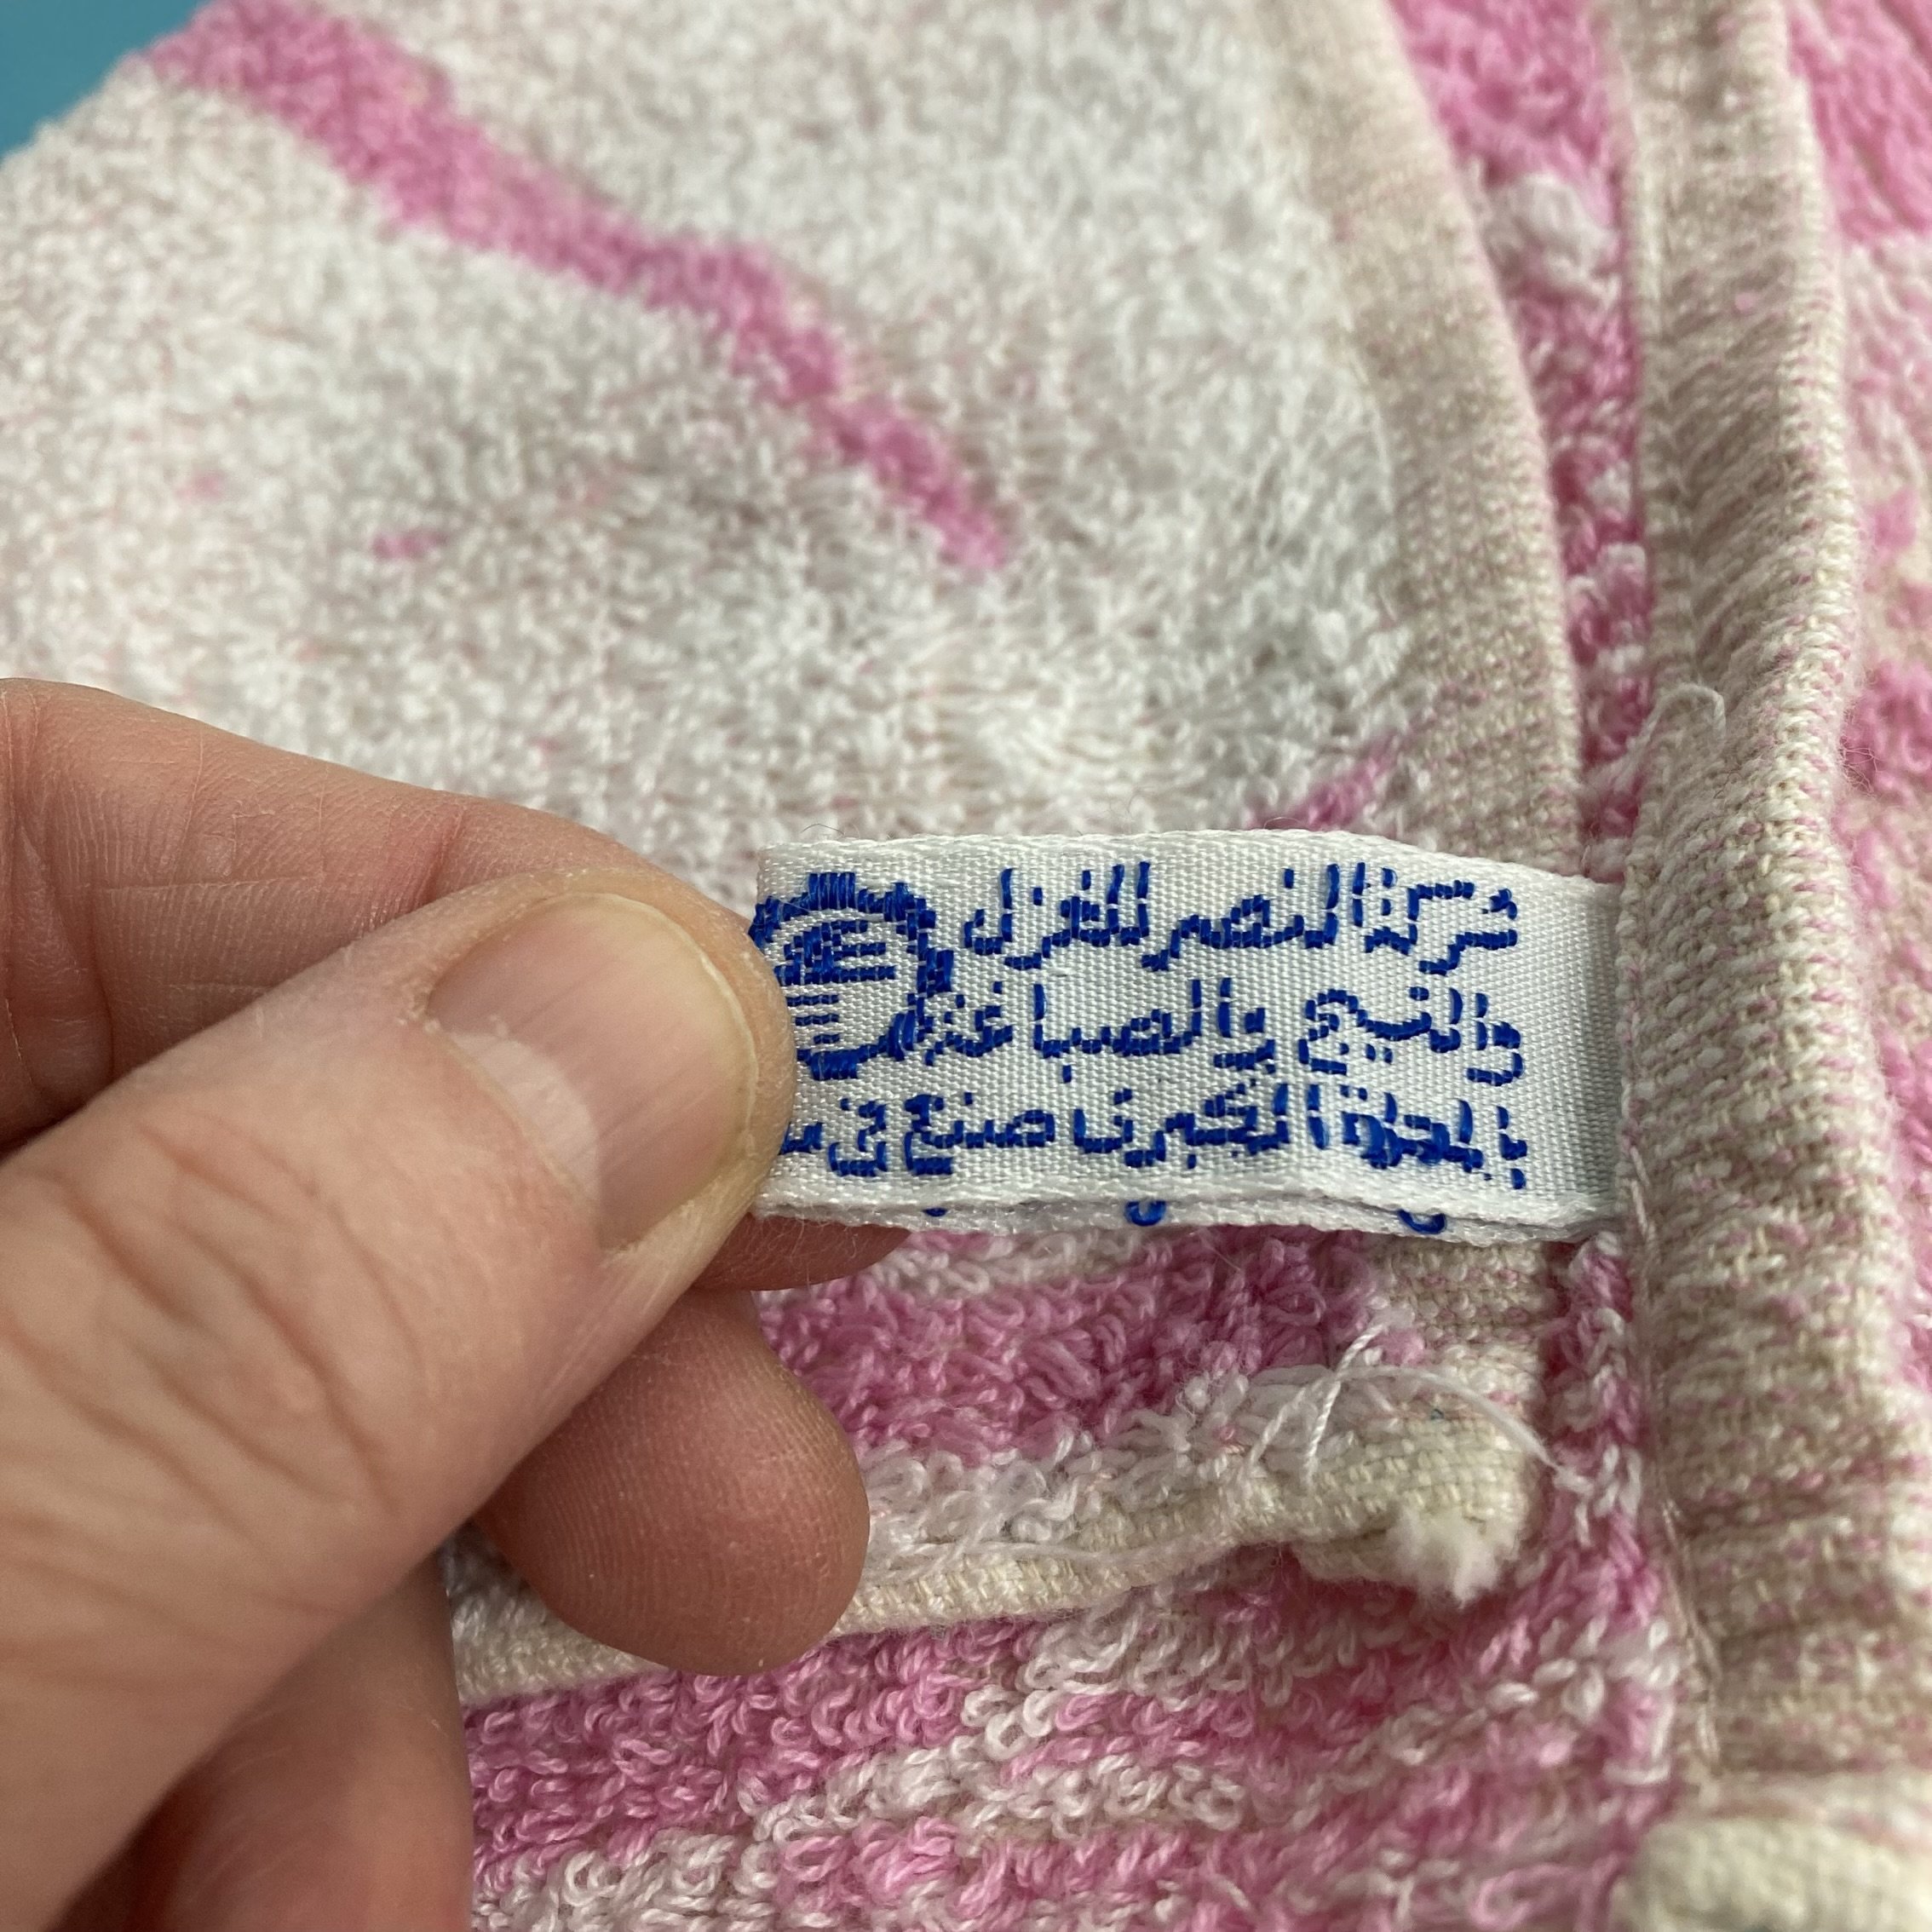 شركة النصر للغزل
والنسيج والصباغة
بالمحلة الكبرى صنع في